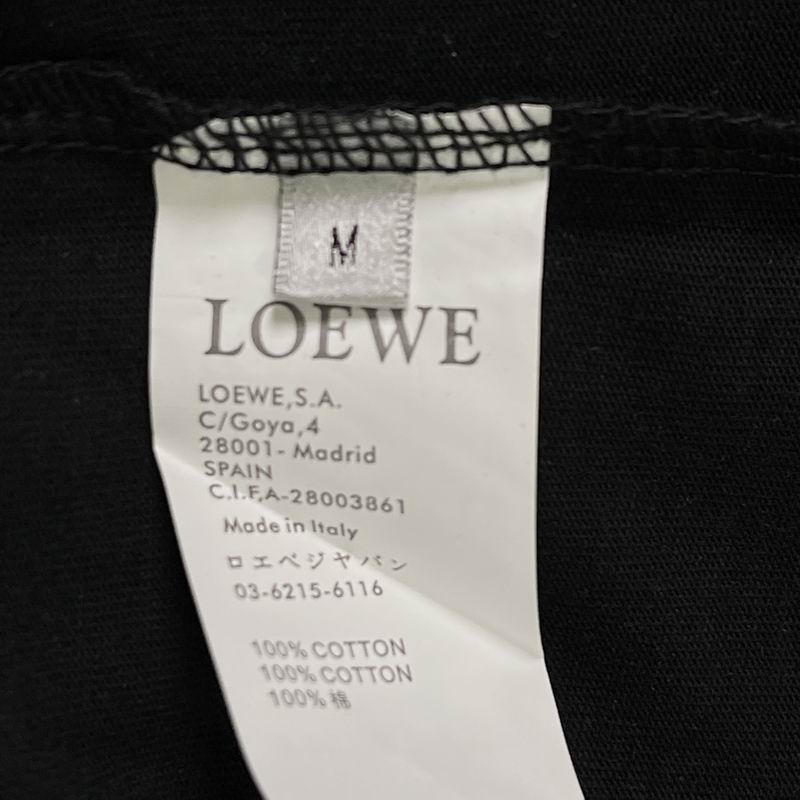 M
LOEWE
LOEWE,S.A.
C/Goya,4
28001- Madrid
SPAIN
C.I.F,A-28003861
Made in Italy
ロエベジヤバン
03-6215-6116
100% COTTON
100% COTTON
100% 棉